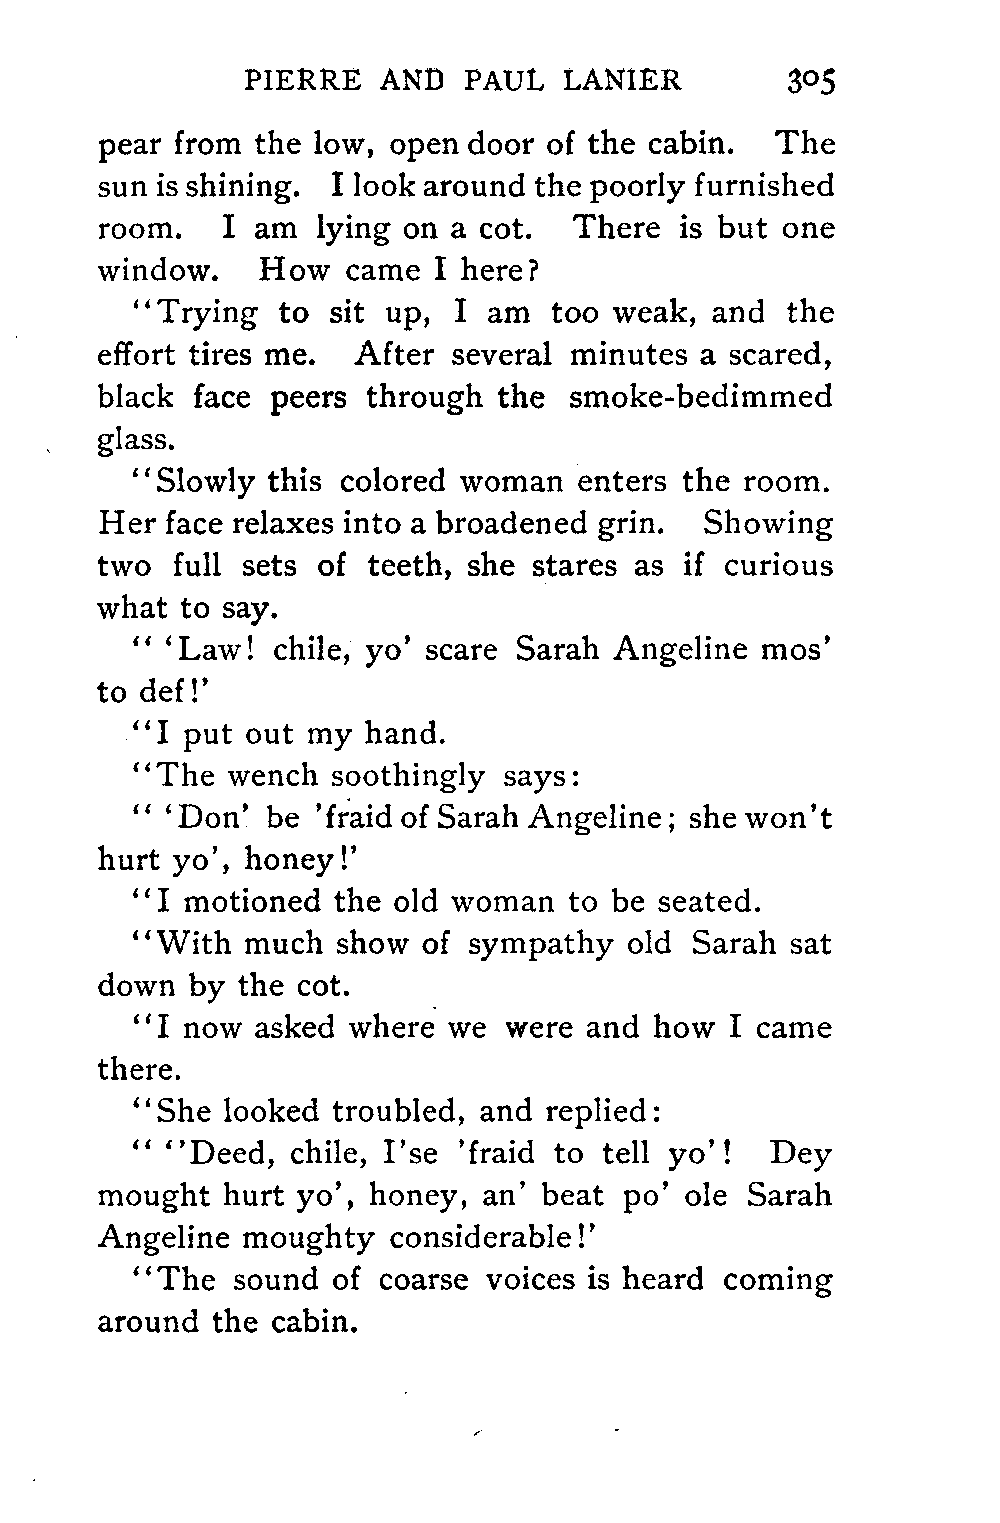 PIERRE AND PAUL LANIER 305
pear from the low, open door of the cabin. The
sun is shining. I look around the poorly furnished
room. I am lying on a cot. There is but one
window. How came I here?
"Trying to sit up, I am too weak, and the
effort tires me. After several minutes a scared,
black face peers through the smoke-bedimmed
glass.
"Slowly this colored woman enters the room.
Her face relaxes into a broadened grin. Showing
two full sets of teeth, she stares as if curious
what to say.
" 'Law! chile, yo' scare Sarah Angeline mos'
to def!'
"I put out my hand.
"The wench soothingly says:
" 'Don' be 'fraid of Sarah Angeline; she won't
hurt yo', honey!'
"I motioned the old woman to be seated.
"With much show of sympathy old Sarah sat
down by the cot.
"I now asked where we were and how I came
there.
"She looked troubled, and replied:
" ''Deed, chile, I'se 'fraid to tell yo'! Dey
mought hurt yo', honey, an' beat po' ole Sarah
Angeline moughty considerable!'
"The sound of coarse voices is heard coming
around the cabin.